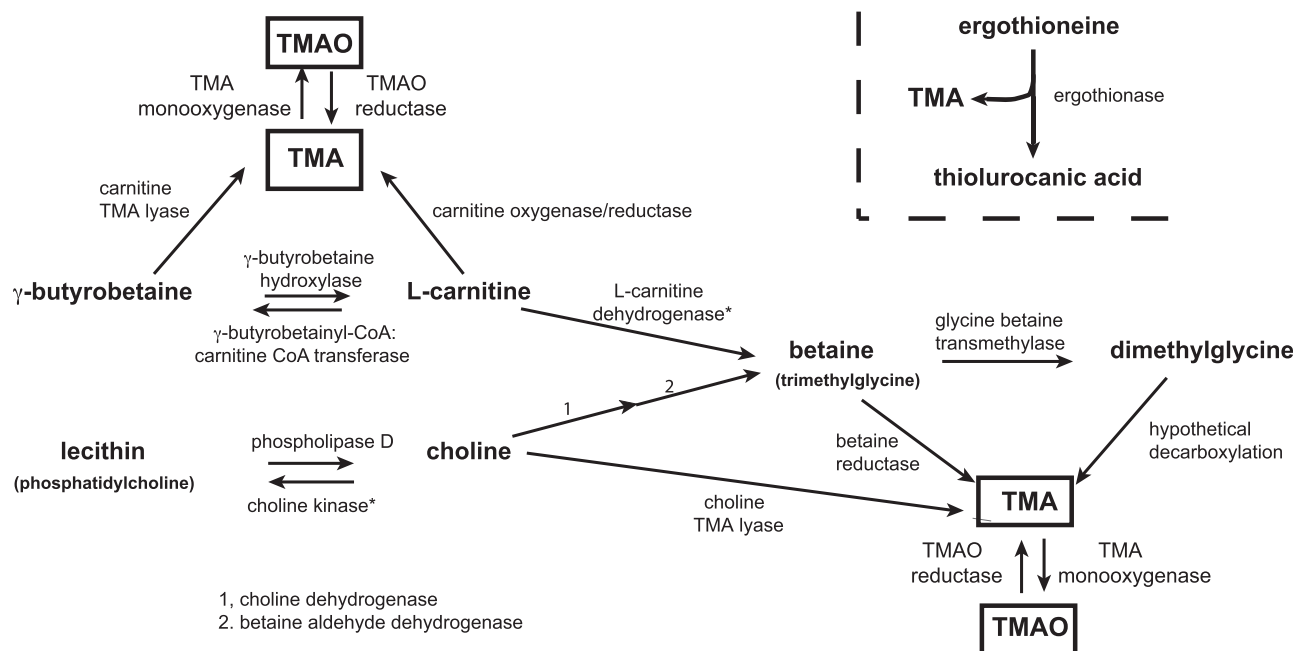 TMAO
TMA
monooxygenase
TMAO
reductase
TMA
carnitine
TMA lyase
carnitine oxygenase/reductase
γ-butyrobetaine
γ-butyrobetaine
hydroxylase
γ-butyrobetainyl-CoA:
carnitine CoA transferase
L-carnitine
L-carnitine
dehydrogenase*
ergothioneine
TMA
ergothionase
thiolurocanic acid
betaine
(trimethylglycine)
glycine betaine
transmethylase
dimethylglycine
1
2
lecithin
(phosphatidylcholine)
phospholipase D
choline kinase*
choline
betaine
reductase
hypothetical
decarboxylation
choline
TMA lyase
TMA
TMAO
reductase
TMA
monooxygenase
TMAO
1, choline dehydrogenase
2. betaine aldehyde dehydrogenase